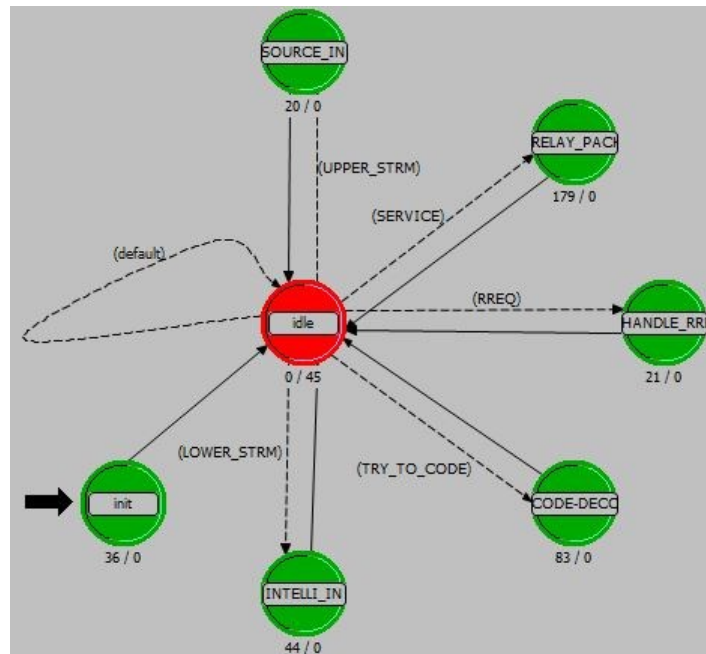 SOURCE_IN
20 / 0
(UPPER_STRM)
RELAY_PACK
179 / 0
(SERVICE)
(default)
(RREQ)
idle
HANDLE_RRE
0 / 45
21 / 0
(LOWER_STRM)
(TRY_TO_CODE)
init
CODE-DECO
36 / 0
83 / 0
INTELLI_IN
44 / 0